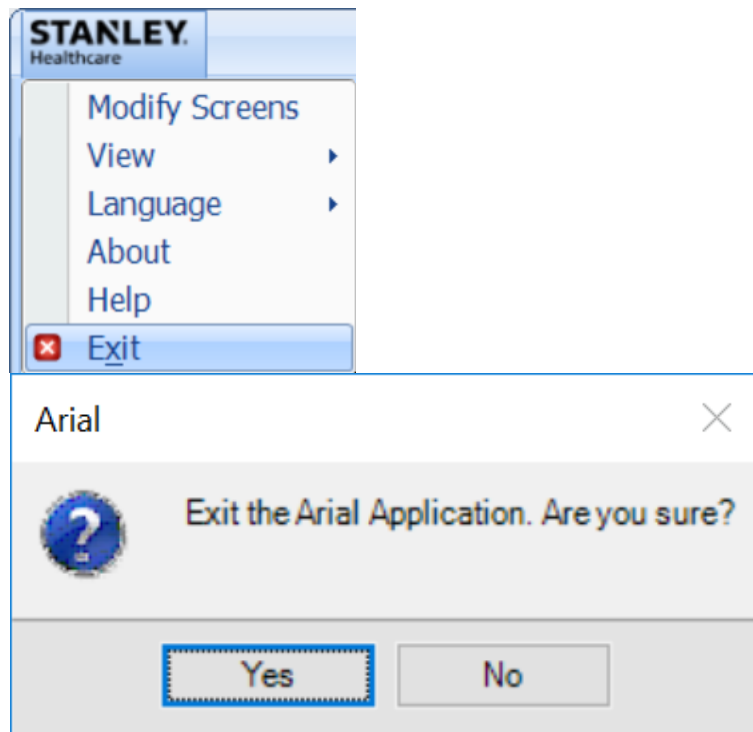 STANLEY.
Healthcare
Modify Screens
View
Language
About
Help
Exit
Arial
Exit the Arial Application. Are you sure?
Yes
No